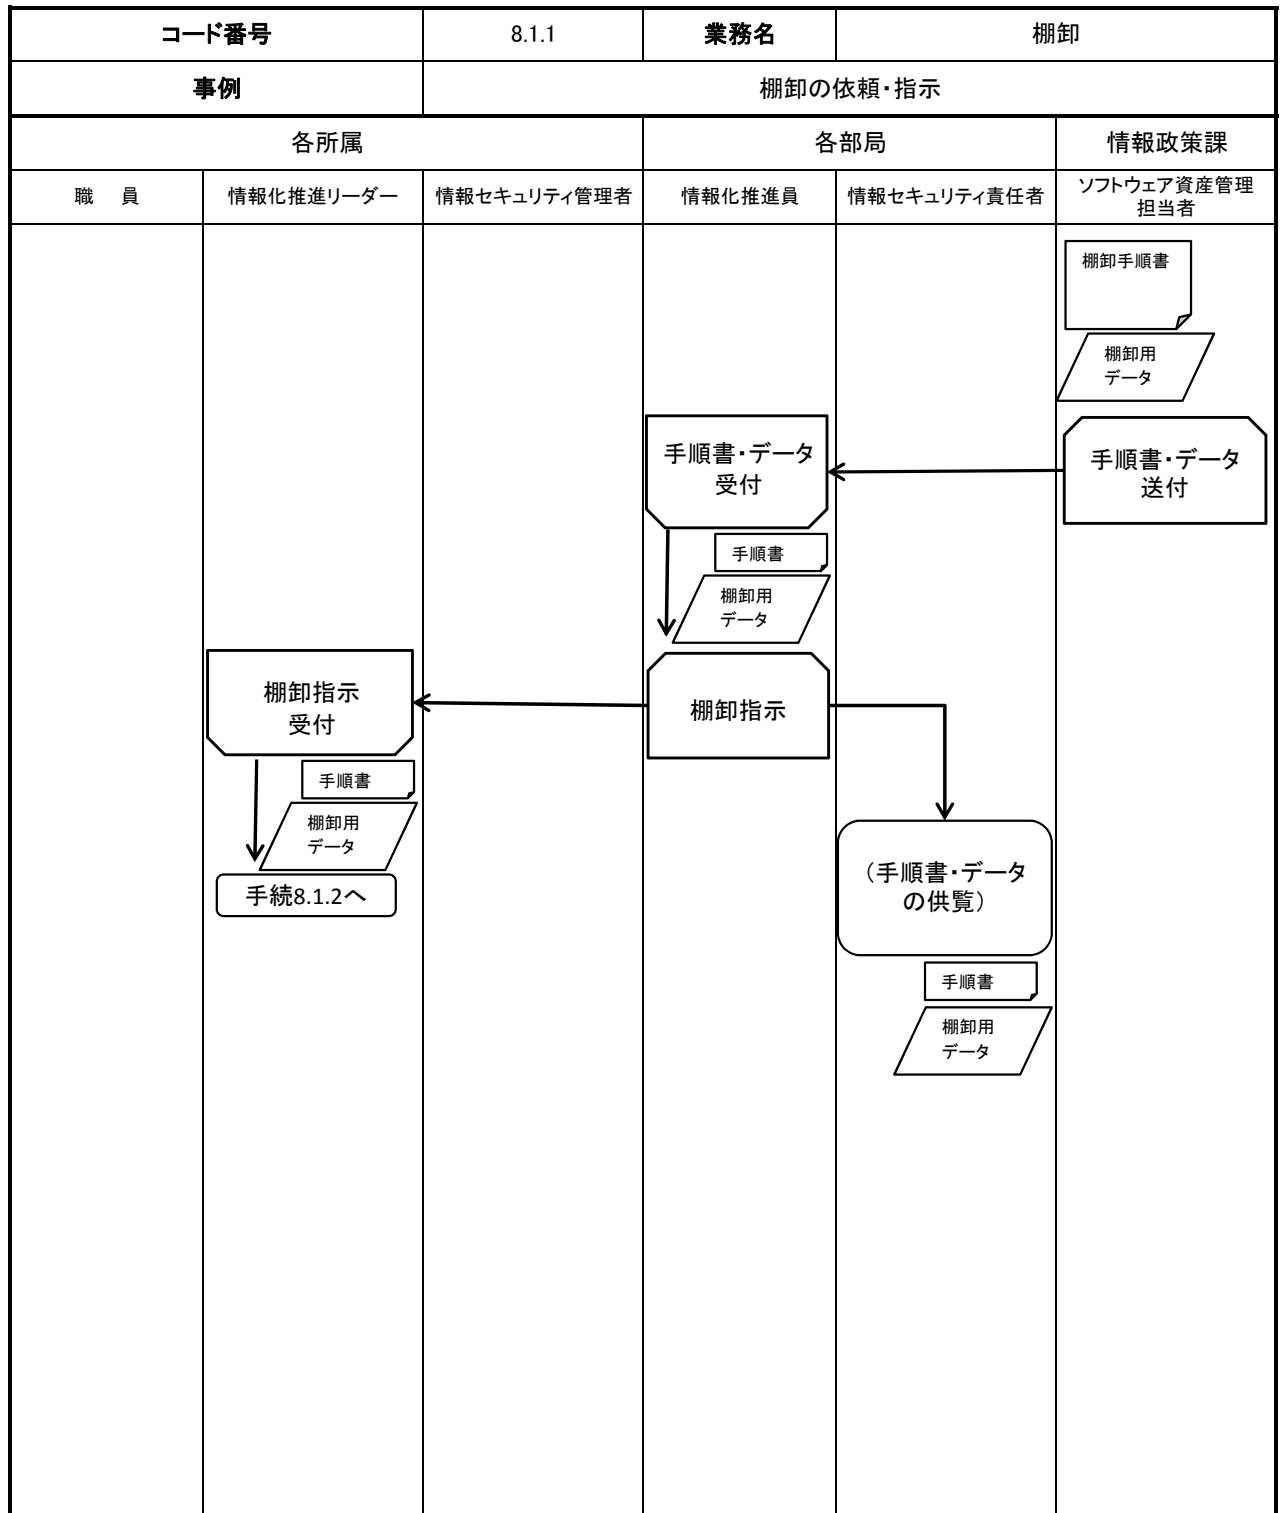 コード番号
8.1.1
業務名
棚卸
事例
棚卸の依頼・指示
各所属
各部局
情報政策課
職　員
情報化推進リーダー
情報セキュリティ管理者
情報化推進員
情報セキュリティ責任者
ソフトウェア資産管理
担当者
棚卸手順書
棚卸用
データ
手順書・データ
受付
手順書・データ
送付
手順書
棚卸用
データ
棚卸指示
受付
棚卸指示
手順書
棚卸用
データ
手続8.1.2へ
（手順書・データ
の供覧）
手順書
棚卸用
データ